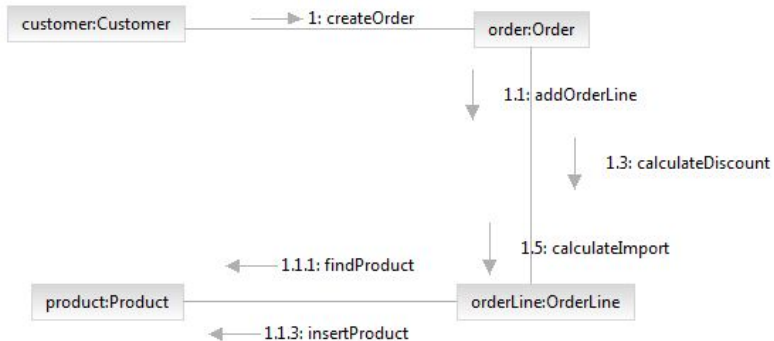 customer:Customer
1: createOrder
order:Order
1.1: addOrderLine
1.3: calculateDiscount
1.5: calculateImport
1.1.1: findProduct
product:Product
orderLine:OrderLine
1.1.3: insertProduct